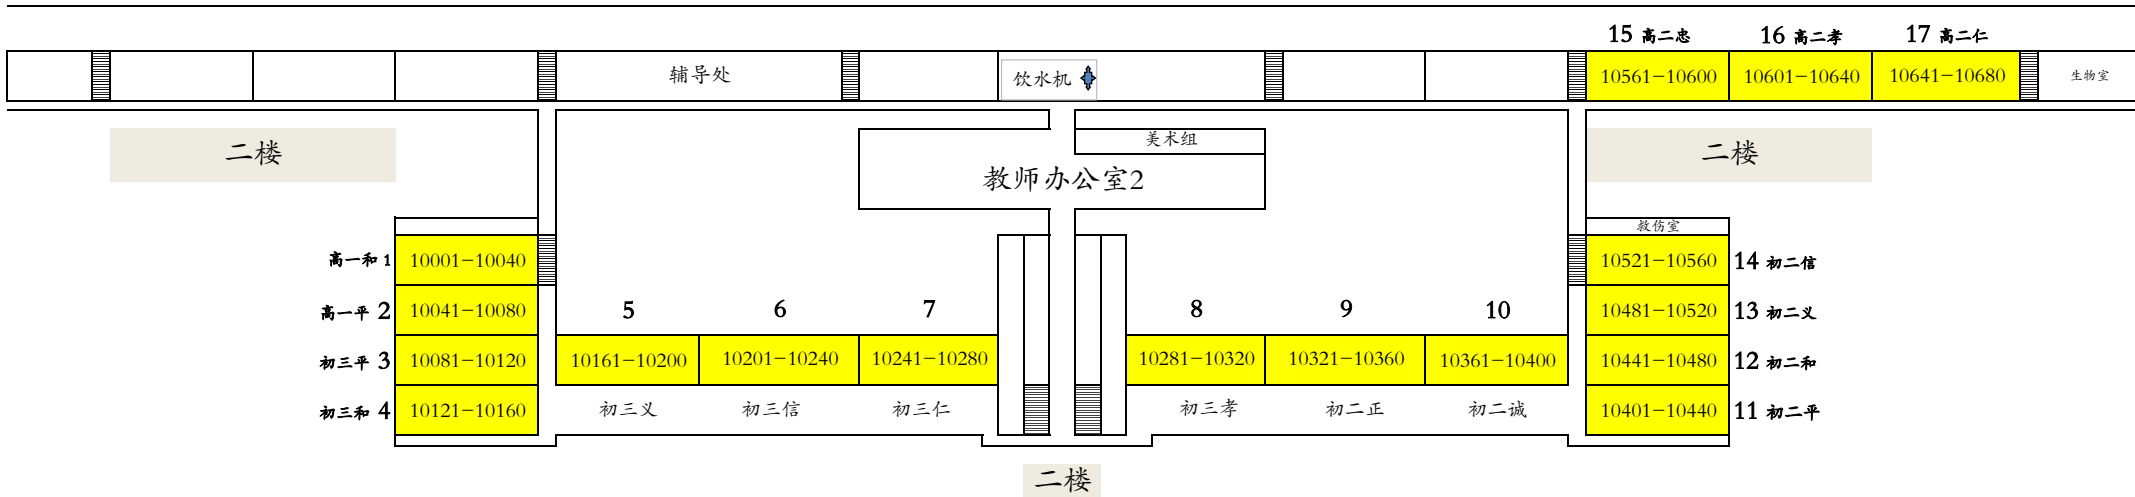 15 高二忠 16 高二孝 17 高二仁
辅导处 饮水机 10561-10600 10601-10640 10641-10680 生物室
美术组
二楼 教师办公室2 二楼
救伤室
高一和 1 10001-10040 10521-10560 14 初二信
高一平 2 10041-10080 5 6 7 8 9 10 10481-10520 13 初二义
初三平 3 10081-10120 10161-10200 10201-10240 10241-10280 10281-10320 10321-10360 10361-10400 10441-10480 12 初二和
初三和 4 10121-10160 初三义 初三信 初三仁 初三孝 初二正 初二诚 10401-10440 11 初二平
二楼